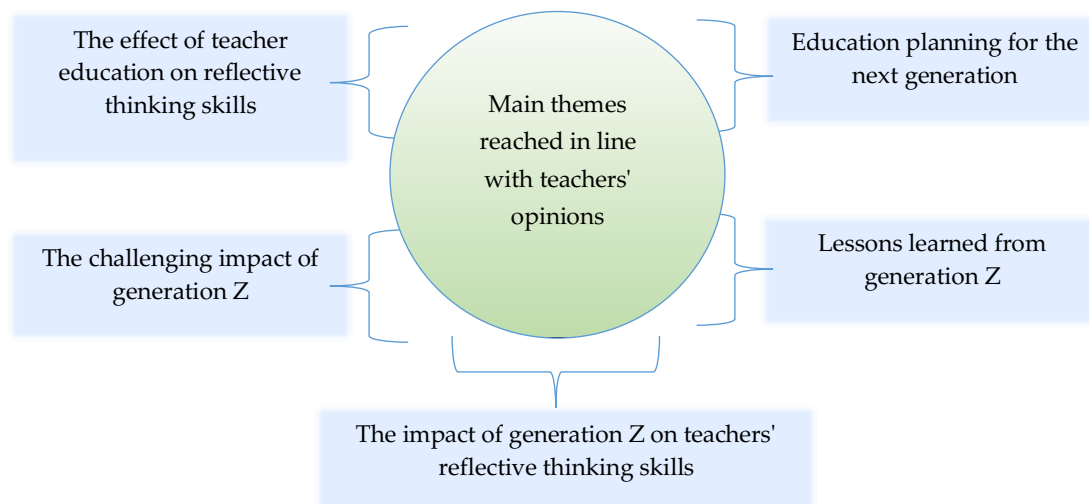 The effect of teacher
education on reflective
thinking skills
Education planning for the
next generation
Main themes
reached in line
with teachers'
opinions
The challenging impact of
generation Z
Lessons learned from
generation Z
The impact of generation Z on teachers'
reflective thinking skills